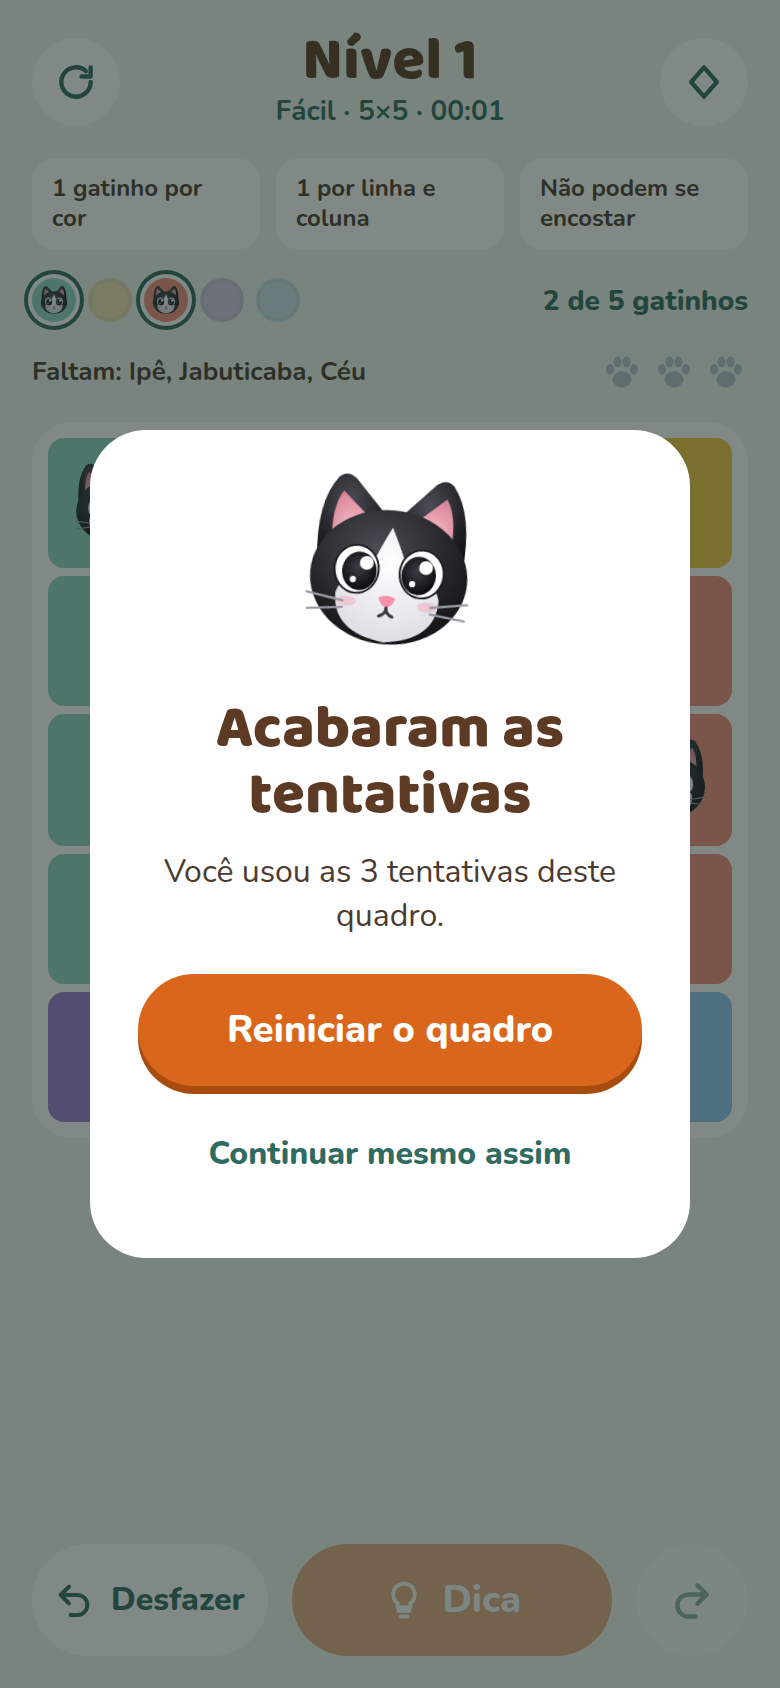 Nível 1
Fácil · 5×5 · 00:01
1 gatinho por
cor
1 por linha e
coluna
Não podem se
encostar
2 de 5 gatinhos
Faltam: Ipê, Jabuticaba, Céu
Acabaram as
tentativas
Você usou as 3 tentativas deste
quadro.
Reiniciar o quadro
Continuar mesmo assim
Desfazer
Dica